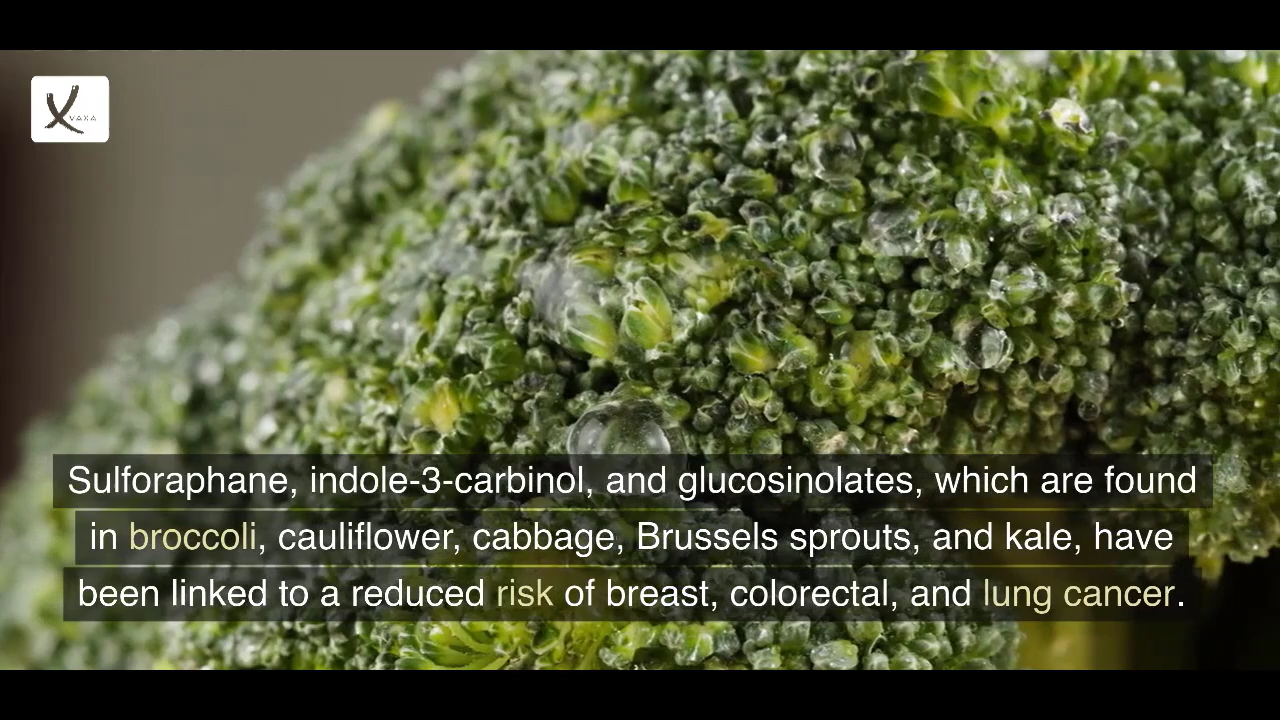 VAXA
Sulforaphane, indole-3-carbinol, and glucosinolates, which are found
in broccoli, cauliflower, cabbage, Brussels sprouts, and kale, have
been linked to a reduced risk of breast, colorectal, and lung cancer.